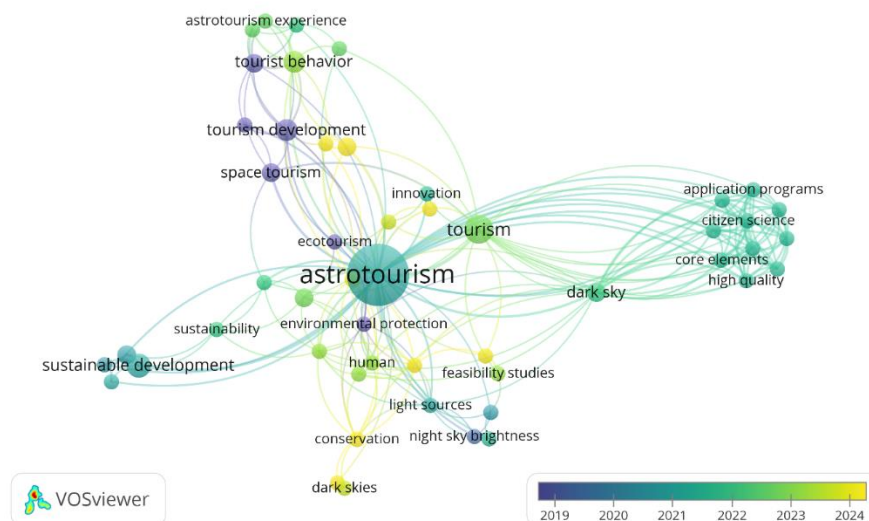 astrotourism experience
tourist behavior
tourism development
space tourism
innovation
application programs
citizen science
tourism
ecotourism
core elements
astrotourism
high quality
dark sky
environmental protection
sustainability
human
sustainable development
feasibility studies
light sources
conservation
night sky brightness
dark skies
VOSviewer
2019 2020 2021 2022 2023 2024